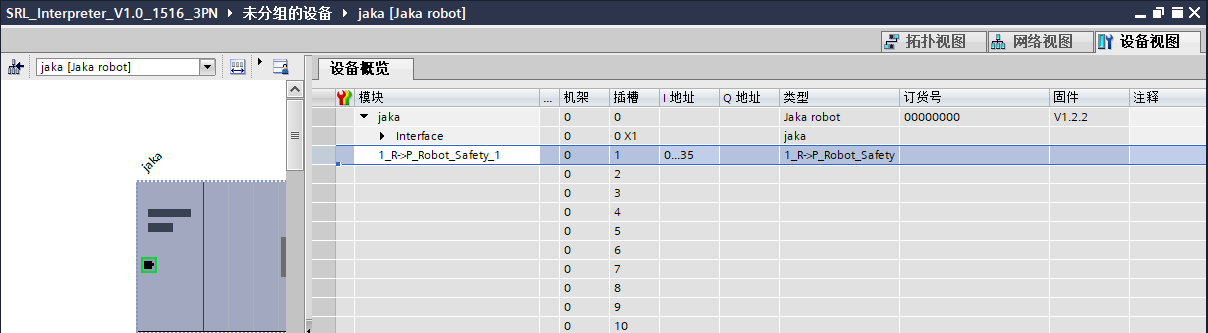 SRL_Interpreter_V1.0_1516_3PN ▸ 未分组的设备 ▸ jaka [Jaka robot]
拓扑视图 网络视图 设备视图
jaka [Jaka robot]
设备概览
模块 ... 机架 插槽 I 地址 Q 地址 类型 订货号 固件 注释
jaka 0 0 Jaka robot 00000000 V1.2.2
Interface 0 0 X1 jaka
1_R->P_Robot_Safety_1 0 1 0...35 1_R->P_Robot_Safety
0 2
0 3
0 4
0 5
0 6
0 7
0 8
0 9
0 10
jaka